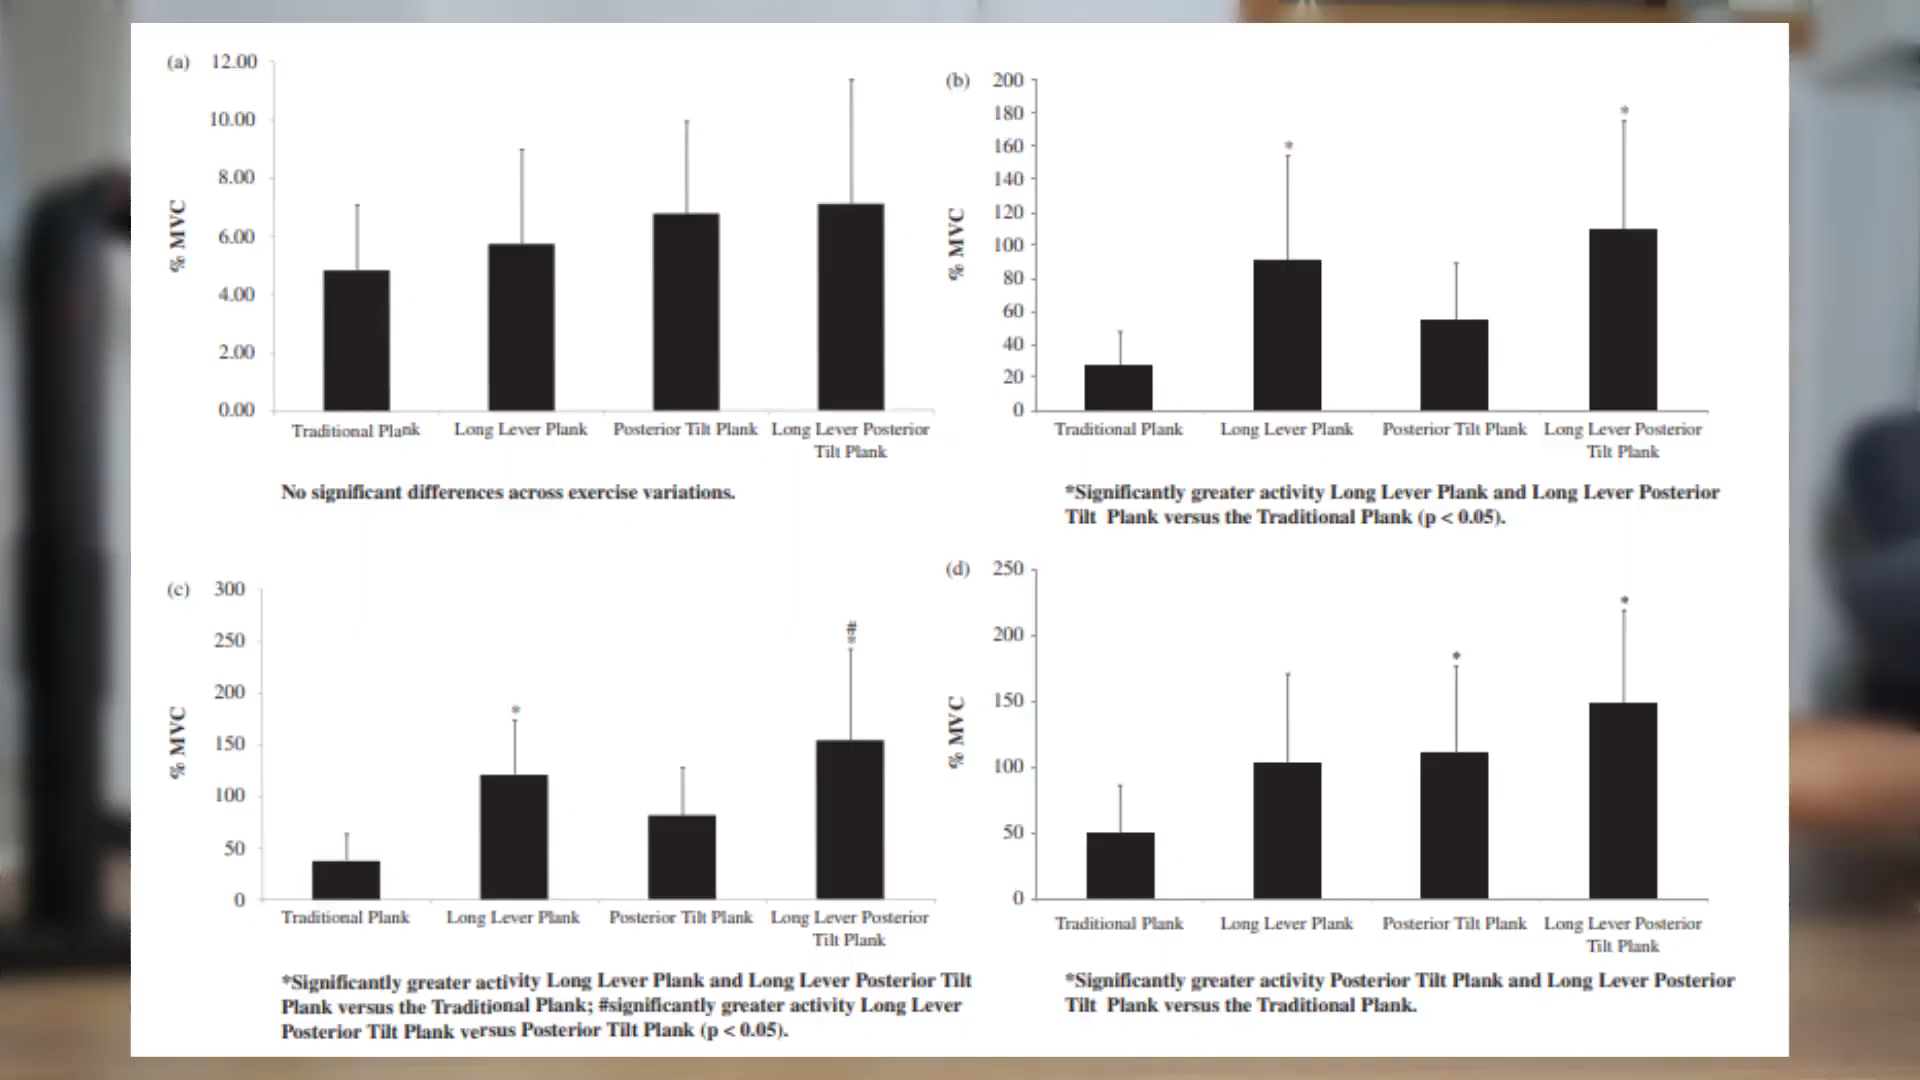 (a)
12.00
10.00
8.00
6.00
4.00
2.00
0.00
% MVC
Traditional Plank
Long Lever Plank
Posterior Tilt Plank
Long Lever Posterior
Tilt Plank
No significant differences across exercise variations.
(b)
200
180
160
140
120
100
80
60
40
20
0
% MVC
*
*
Traditional Plank
Long Lever Plank
Posterior Tilt Plank
Long Lever Posterior
Tilt Plank
*Significantly greater activity Long Lever Plank and Long Lever Posterior
Tilt Plank versus the Traditional Plank (p < 0.05).
(c)
300
250
200
150
100
50
0
% MVC
*
#
*
Traditional Plank
Long Lever Plank
Posterior Tilt Plank
Long Lever Posterior
Tilt Plank
*Significantly greater activity Long Lever Plank and Long Lever Posterior Tilt
Plank versus the Traditional Plank; #significantly greater activity Long Lever
Posterior Tilt Plank versus Posterior Tilt Plank (p < 0.05).
(d)
250
200
150
100
50
0
% MVC
*
*
Traditional Plank
Long Lever Plank
Posterior Tilt Plank
Long Lever Posterior
Tilt Plank
*Significantly greater activity Posterior Tilt Plank and Long Lever Posterior
Tilt Plank versus the Traditional Plank.